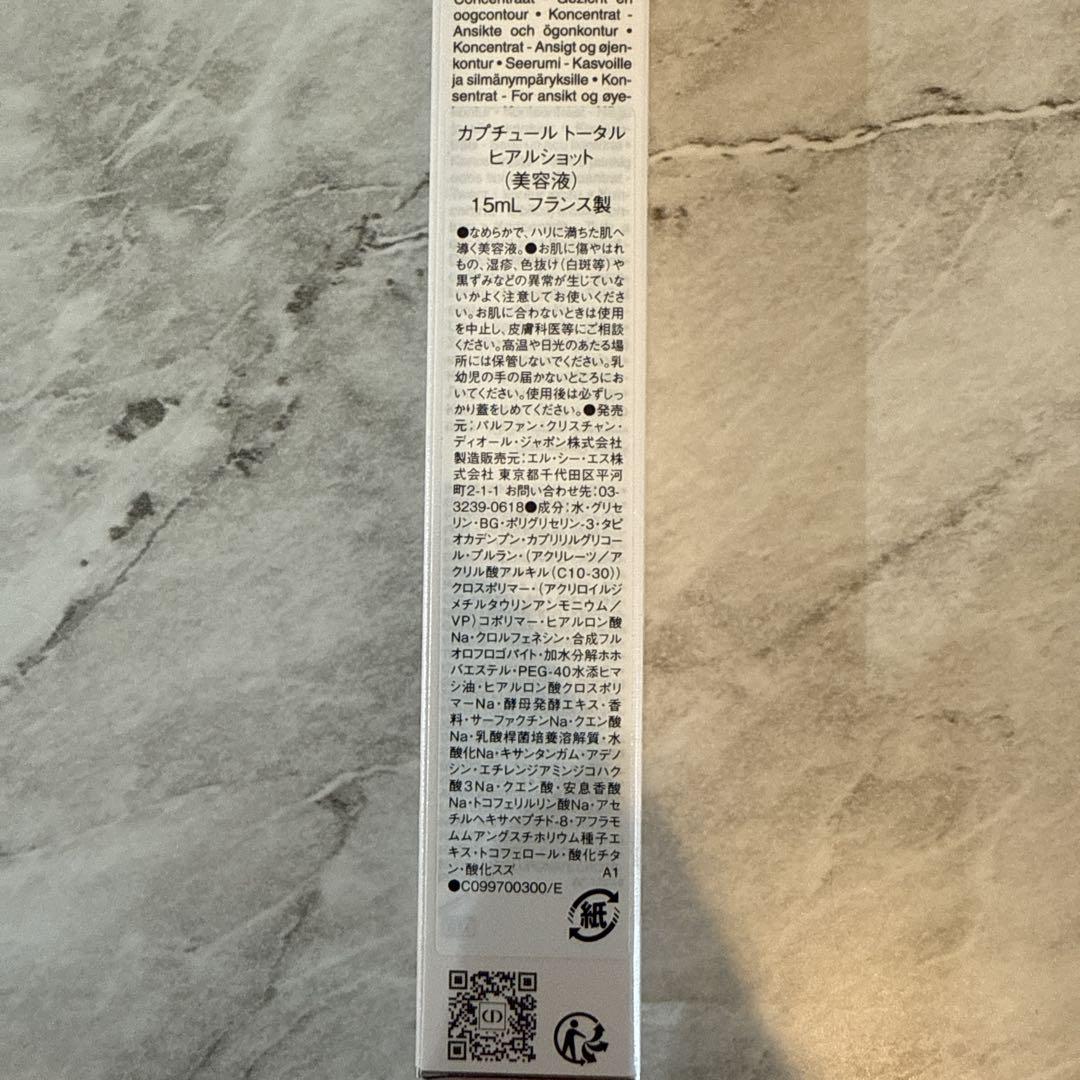 Concentraat - Gezicht en
oogcontour • Koncentrat -
Ansikte och ögonkontur •
Koncentrat - Ansigt og øjen-
kontur • Seerumi - Kasvoille
ja silmänympäryksille • Kon-
sentrat - For ansikt og øye-
カプチュール トータル
ヒアルショット
(美容液)
15mL フランス製
●なめらかで、ハリに満ちた肌へ
導く美容液。●お肌に傷やはれ
もの、湿疹、色抜け(白斑等)や
黒ずみなどの異常が生じていな
いかよく注意してお使いくださ
い。お肌に合わないときは使用
を中止し、皮膚科医等にご相談
ください。高温や日光のあたる場
所には保管しないでください。乳
幼児の手の届かないところにお
いてください。使用後は必ずしっ
かり蓋をしめてください。●発売
元：パルファン・クリスチャン・
ディオール・ジャポン株式会社
製造販売元：エル・シー・エス株
式会社 東京都千代田区平河
町2-1-1 お問い合わせ先：03-
3239-0618●成分：水・グリセ
リン・BG・ポリグリセリン-3・タピ
オカデンプン・カプリリルグリコー
ル・プルラン・(アクリレーツ／ア
クリル酸アルキル(C10-30))
クロスポリマー・(アクリロイルジ
メチルタウリンアンモニウム／
VP)コポリマー・ヒアルロン酸
Na・クロルフェネシン・合成フル
オロフロゴパイト・加水分解ホホ
バエステル・PEG-40水添ヒマ
シ油・ヒアルロン酸クロスポリ
マーNa・酵母発酵エキス・香
料・サーファクチンNa・クエン酸
Na・乳酸桿菌培養溶解質・水
酸化Na・キサンタンガム・アデノ
シン・エチレンジアミンジコハク
酸3Na・クエン酸・安息香酸
Na・トコフェリルリン酸Na・アセ
チルヘキサペプチド-8・アフラモ
ムムアングスチホリウム種子エ
キス・トコフェロール・酸化チタ
ン・酸化スズ A1
●C099700300/E
紙
CD